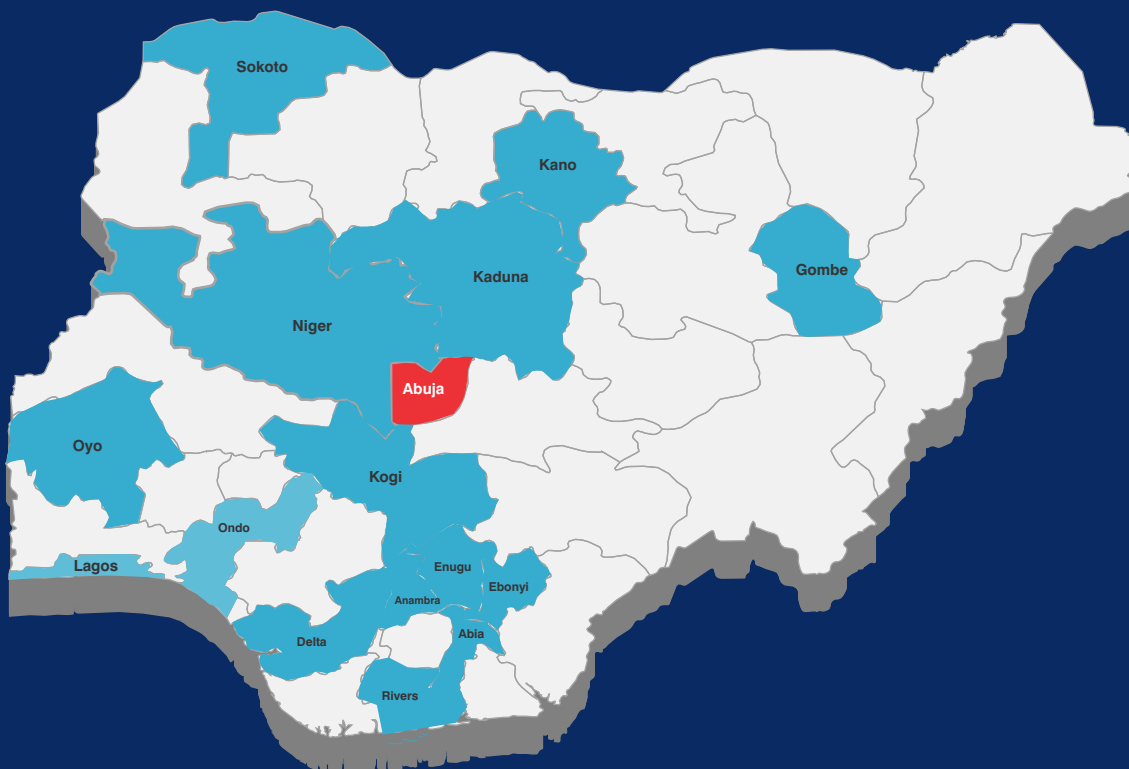 Sokoto
Kano
Gombe
Kaduna
Niger
Abuja
Oyo
Kogi
Ondo
Lagos
Enugu
Ebonyi
Anambra
Abia
Delta
Rivers